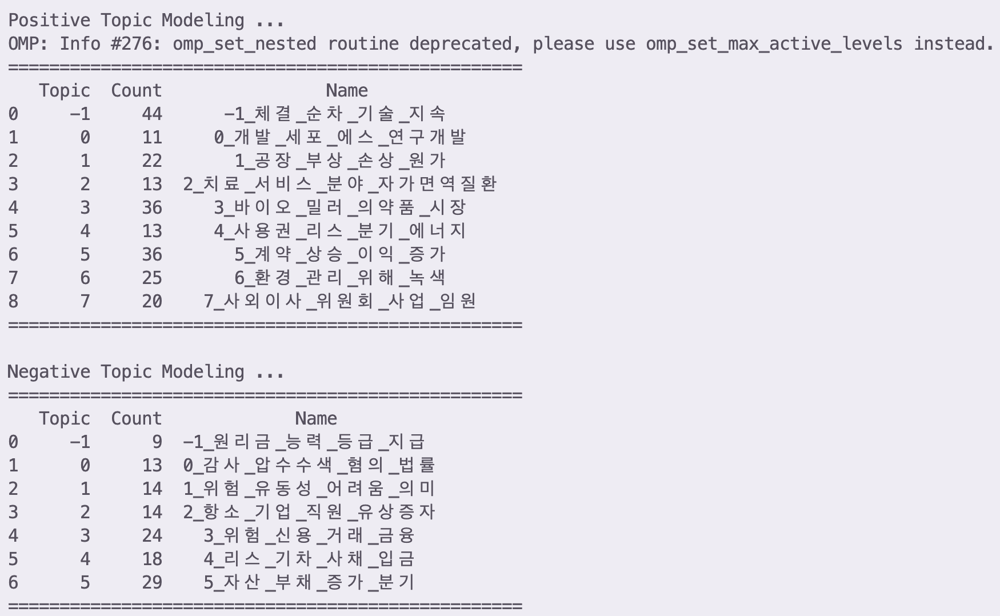 Positive Topic Modeling ...
OMP: Info #276: omp_set_nested routine deprecated, please use omp_set_max_active_levels instead.
==================================================
Topic Count Name
0 -1 44 -1_체결_순차_기술_지속
1 0 11 0_개발_세포_에스_연구개발
2 1 22 1_공장_부상_손상_원가
3 2 13 2_치료_서비스_분야_자가면역질환
4 3 36 3_바이오_밀러_의약품_시장
5 4 13 4_사용권_리스_분기_에너지
6 5 36 5_계약_상승_이익_증가
7 6 25 6_환경_관리_위해_녹색
8 7 20 7_사외이사_위원회_사업_임원
==================================================
Negative Topic Modeling ...
==================================================
Topic Count Name
0 -1 9 -1_원리금_능력_등급_지급
1 0 13 0_감사_압수수색_혐의_법률
2 1 14 1_위험_유동성_어려움_의미
3 2 14 2_항소_기업_직원_유상증자
4 3 24 3_위험_신용_거래_금융
5 4 18 4_리스_기차_사채_입금
6 5 29 5_자산_부채_증가_분기
==================================================